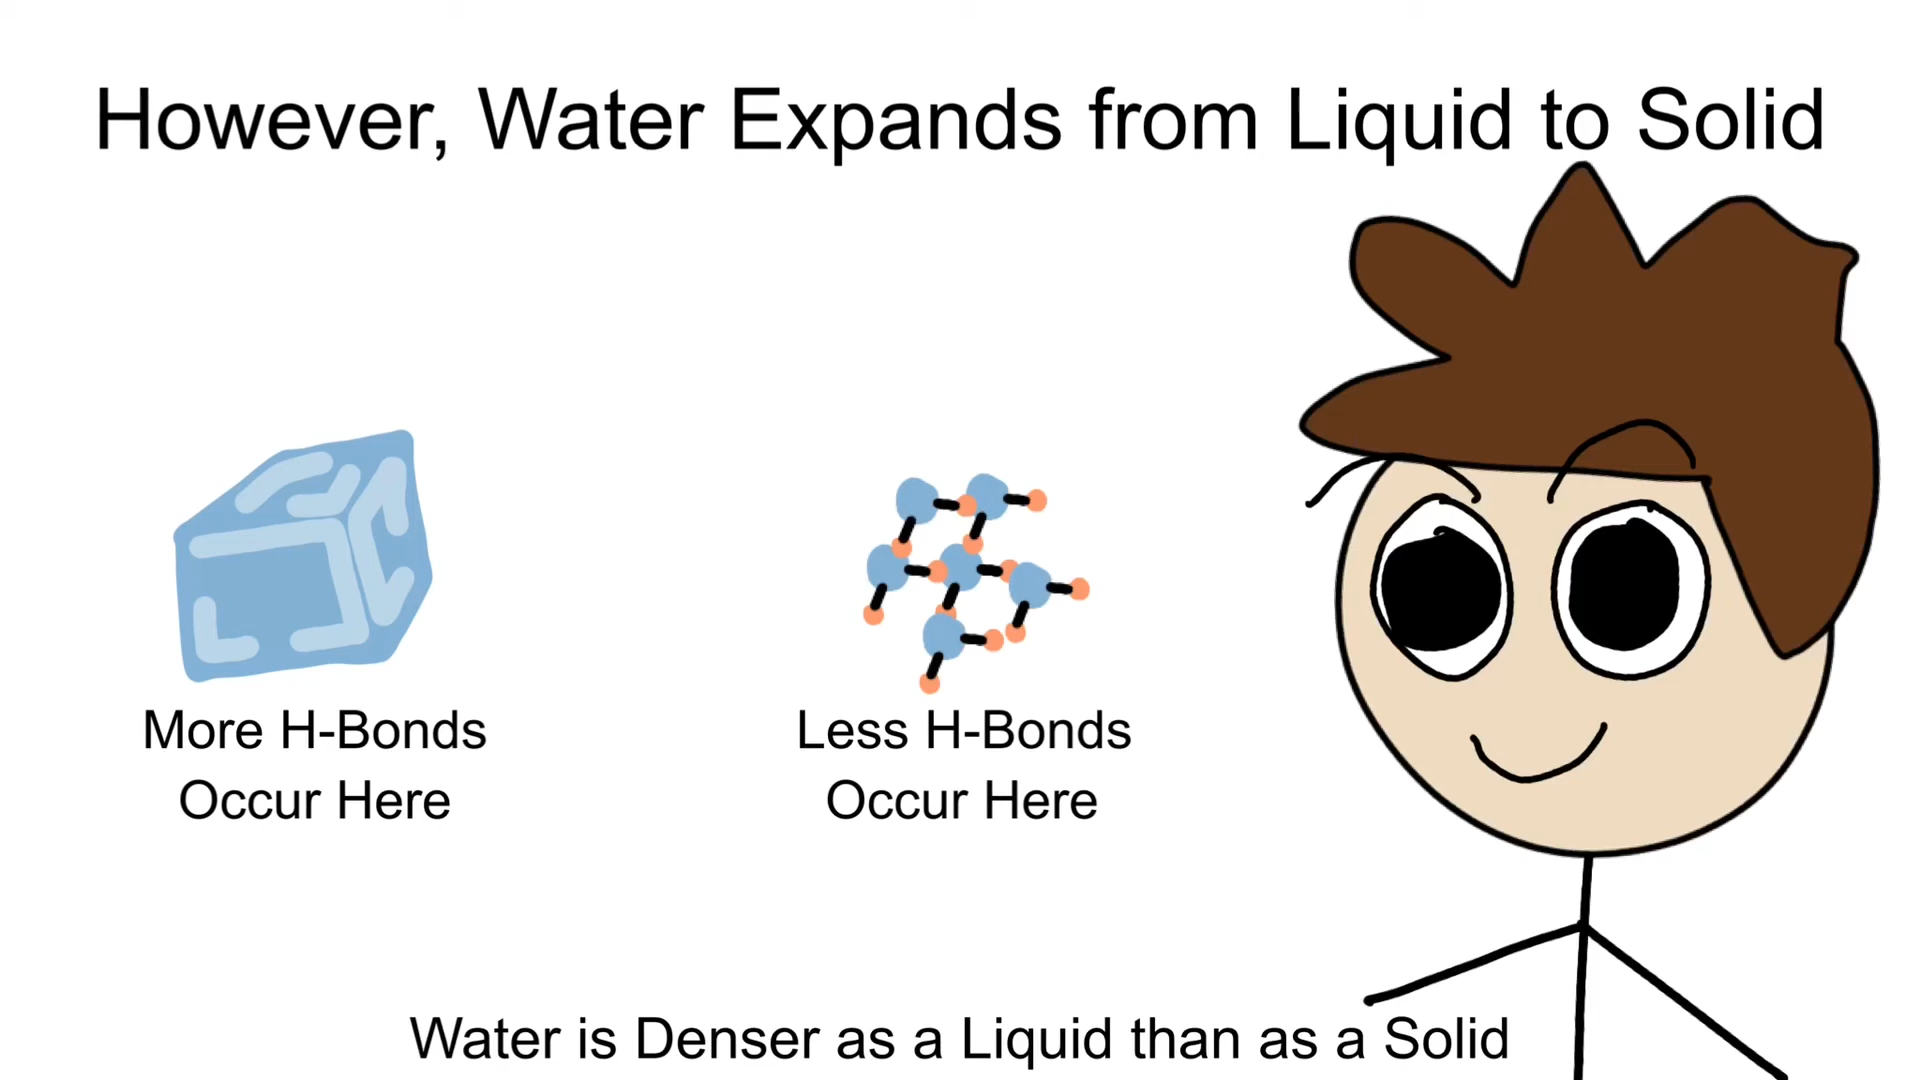 However, Water Expands from Liquid to Solid
More H-Bonds
Occur Here
Less H-Bonds
Occur Here
Water is Denser as a Liquid than as a Solid